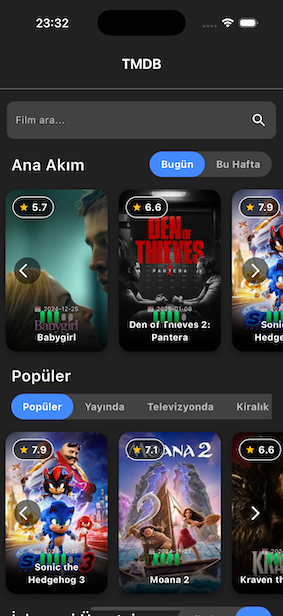 23:32
TMDB
Film ara...
Ana Akım
Bugün
Bu Hafta
5.7
6.6
7.9
DEN OF
THIEVES
PANTERA
2024-12-25
2025-01-08
Babygirl
Babygirl
Den of Thieves 2:
Pantera
Soni
Hedge
Popüler
Popüler
Yayında
Televizyonda
Kiralık
7.9
7.1
6.6
MOANA 2
Sonic the
Hedgehog 3
Moana 2
Kraven th